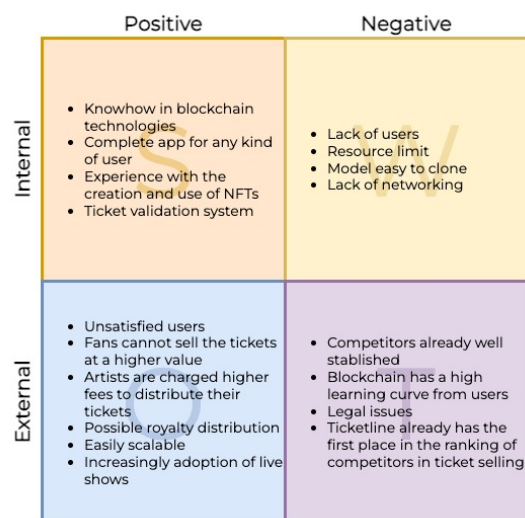 Positive
Negative
Internal
S
• Knowhow in blockchain
technologies
• Complete app for any kind
of user
• Experience with the
creation and use of NFTs
• Ticket validation system
W
• Lack of users
• Resource limit
• Model easy to clone
• Lack of networking
External
O
• Unsatisfied users
• Fans cannot sell the tickets
at a higher value
• Artists are charged higher
fees to distribute their
tickets
• Possible royalty distribution
• Easily scalable
• Increasingly adoption of live
shows
T
• Competitors already well
stablished
• Blockchain has a high
learning curve from users
• Legal issues
• Ticketline already has the
first place in the ranking of
competitors in ticket selling